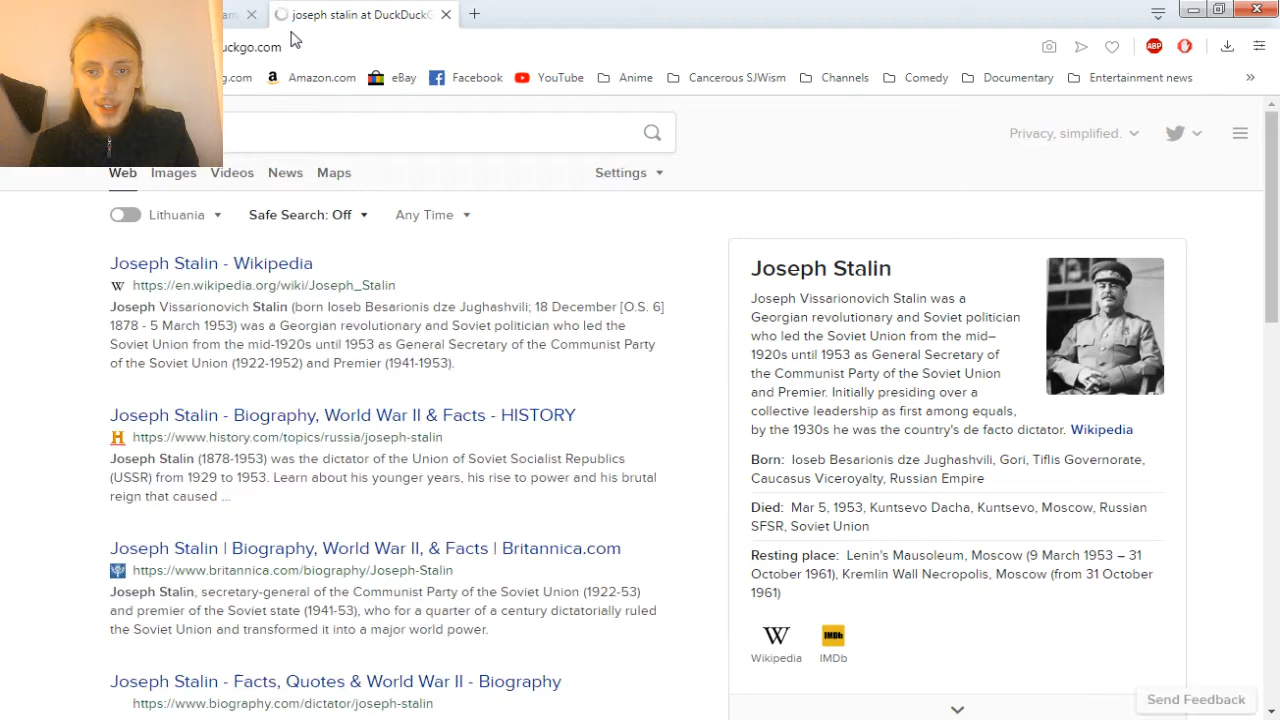 joseph stalin at DuckDuckG
uckgo.com
ABP
g.com
Amazon.com
eBay
Facebook
YouTube
Anime
Cancerous SJWism
Channels
Comedy
Documentary
Entertainment news
Privacy, simplified.
Web
Images
Videos
News
Maps
Settings
Lithuania
Safe Search: Off
Any Time
Joseph Stalin - Wikipedia
W https://en.wikipedia.org/wiki/Joseph_Stalin
Joseph Vissarionovich Stalin (born Ioseb Besarionis dze Jughashvili; 18 December [O.S. 6]
1878 - 5 March 1953) was a Georgian revolutionary and Soviet politician who led the
Soviet Union from the mid-1920s until 1953 as General Secretary of the Communist Party
of the Soviet Union (1922-1952) and Premier (1941-1953).
Joseph Stalin - Biography, World War II & Facts - HISTORY
H https://www.history.com/topics/russia/joseph-stalin
Joseph Stalin (1878-1953) was the dictator of the Union of Soviet Socialist Republics
(USSR) from 1929 to 1953. Learn about his younger years, his rise to power and his brutal
reign that caused ...
Joseph Stalin | Biography, World War II, & Facts | Britannica.com
https://www.britannica.com/biography/Joseph-Stalin
Joseph Stalin, secretary-general of the Communist Party of the Soviet Union (1922-53)
and premier of the Soviet state (1941-53), who for a quarter of a century dictatorially ruled
the Soviet Union and transformed it into a major world power.
Joseph Stalin - Facts, Quotes & World War II - Biography
https://www.biography.com/dictator/joseph-stalin
Joseph Stalin
Joseph Vissarionovich Stalin was a
Georgian revolutionary and Soviet politician
who led the Soviet Union from the mid–
1920s until 1953 as General Secretary of
the Communist Party of the Soviet Union
and Premier. Initially presiding over a
collective leadership as first among equals,
by the 1930s he was the country's de facto dictator. Wikipedia
Born: Ioseb Besarionis dze Jughashvili, Gori, Tiflis Governorate,
Caucasus Viceroyalty, Russian Empire
Died: Mar 5, 1953, Kuntsevo Dacha, Kuntsevo, Moscow, Russian
SFSR, Soviet Union
Resting place: Lenin's Mausoleum, Moscow (9 March 1953 – 31
October 1961), Kremlin Wall Necropolis, Moscow (from 31 October
1961)
W
IMDb
Wikipedia
IMDb
Send Feedback